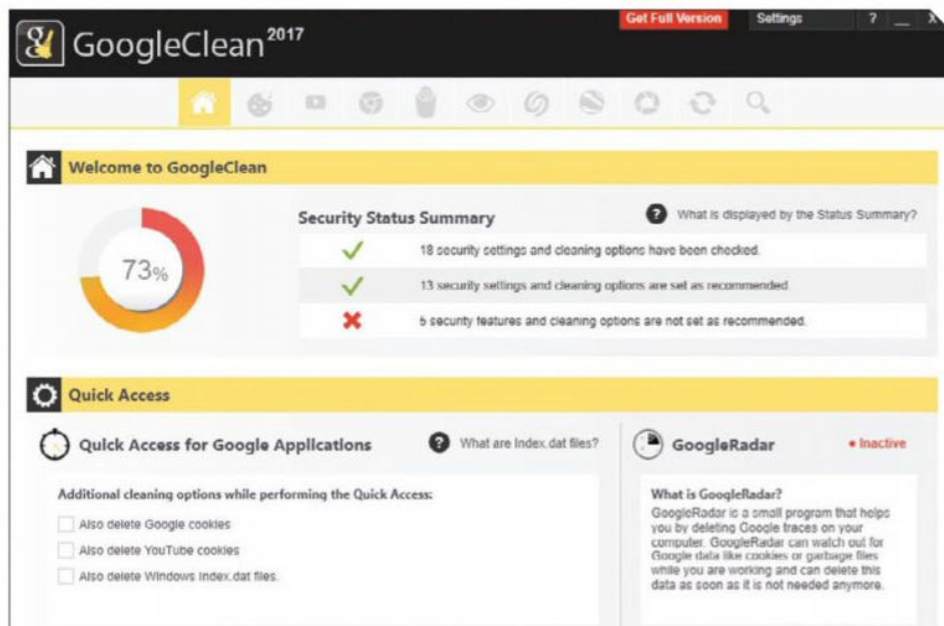 Get Full Version Settings ? _ X
g GoogleClean 2017
Welcome to GoogleClean
Security Status Summary ? What is displayed by the Status Summary?
73%
18 security settings and cleaning options have been checked.
13 security settings and cleaning options are set as recommended
5 security features and cleaning options are not set as recommended.
Quick Access
Quick Access for Google Applications ? What are Index.dat files?
Additional cleaning options while performing the Quick Access:
Also delete Google cookies
Also delete YouTube cookies
Also delete Windows Index.dat files.
GoogleRadar • Inactive
What is GoogleRadar?
GoogleRadar is a small program that helps
you by deleting Google traces on your
computer. GoogleRadar can watch out for
Google data like cookies or garbage files
while you are working and can delete this
data as soon as it is not needed anymore.